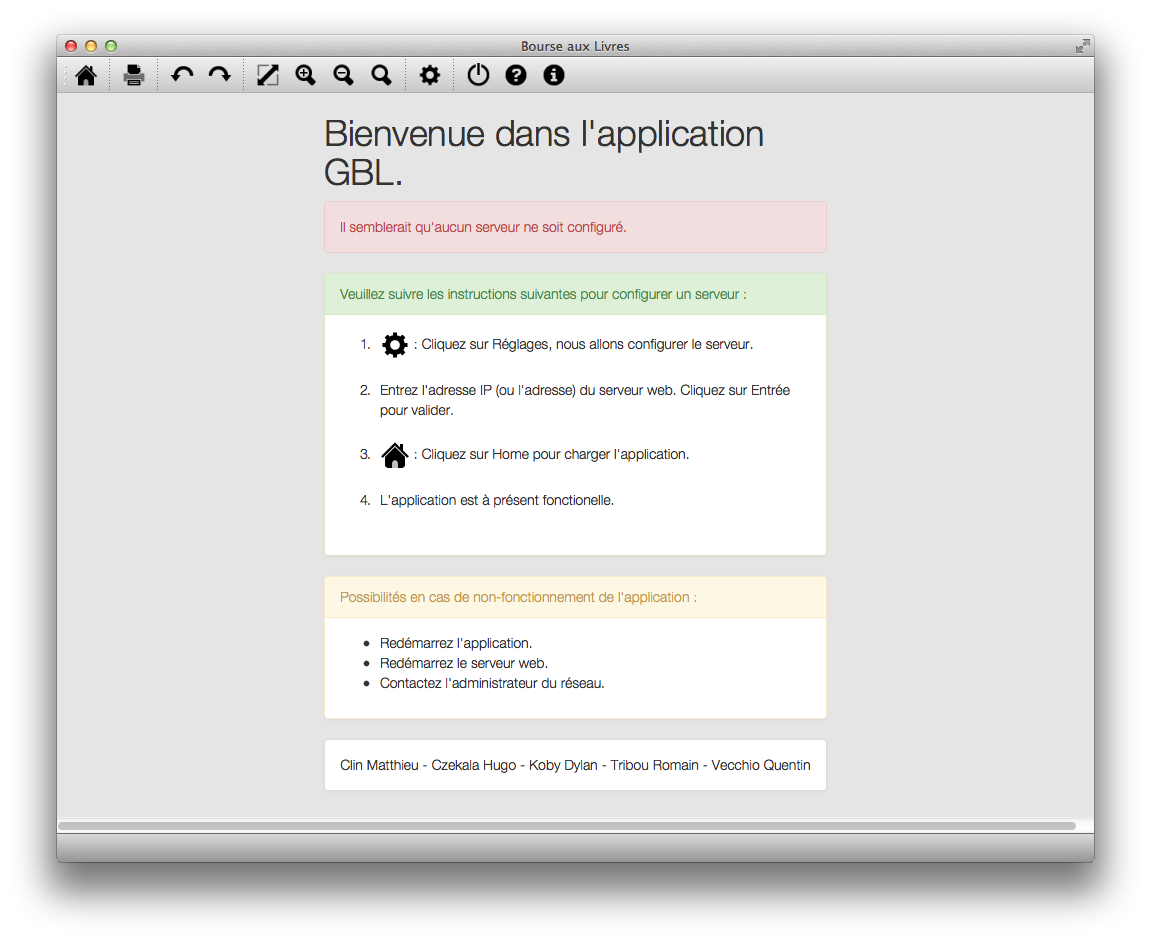 Bourse aux Livres
Bienvenue dans l'application
GBL.
Il semblerait qu'aucun serveur ne soit configuré.
Veuillez suivre les instructions suivantes pour configurer un serveur :
1. : Cliquez sur Réglages, nous allons configurer le serveur.
2. Entrez l'adresse IP (ou l'adresse) du serveur web. Cliquez sur Entrée
pour valider.
3. : Cliquez sur Home pour charger l'application.
4. L'application est à présent fonctionelle.
Possibilités en cas de non-fonctionnement de l'application :
• Redémarrez l'application.
• Redémarrez le serveur web.
• Contactez l'administrateur du réseau.
Clin Matthieu - Czekala Hugo - Koby Dylan - Tribou Romain - Vecchio Quentin